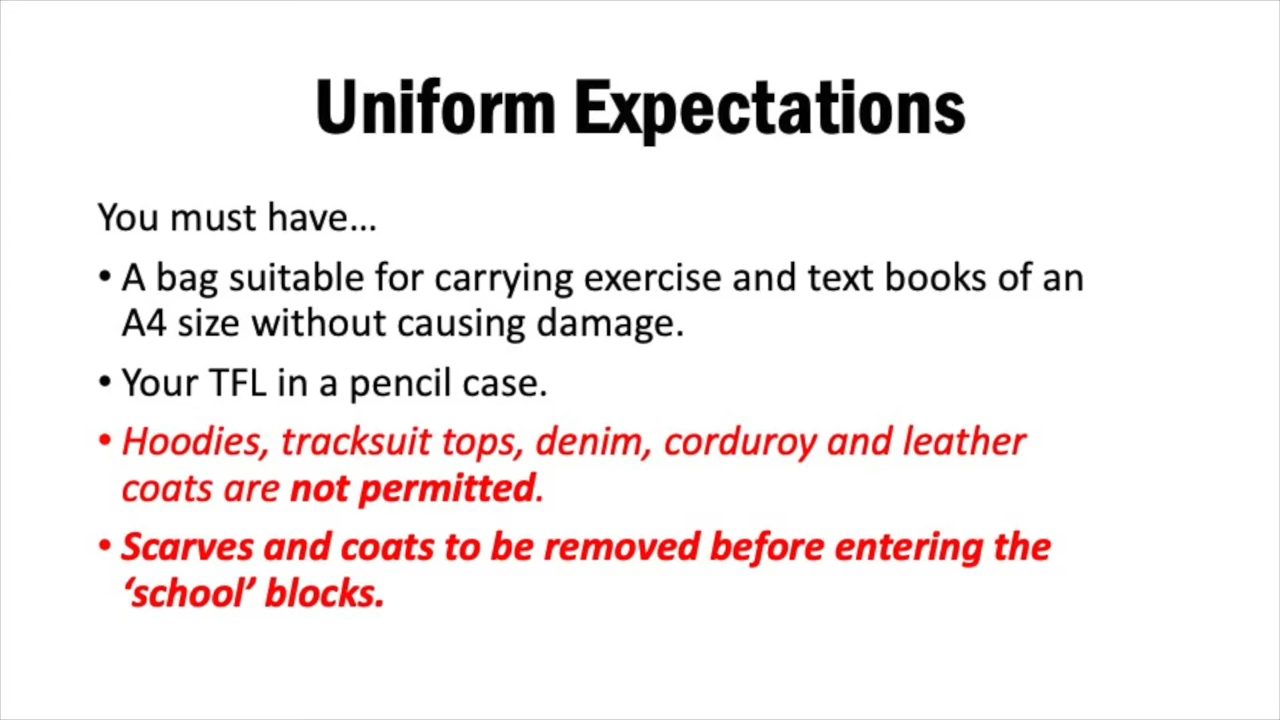 Uniform Expectations
You must have…
• A bag suitable for carrying exercise and text books of an
A4 size without causing damage.
• Your TFL in a pencil case.
• Hoodies, tracksuit tops, denim, corduroy and leather
coats are not permitted.
• Scarves and coats to be removed before entering the
‘school’ blocks.